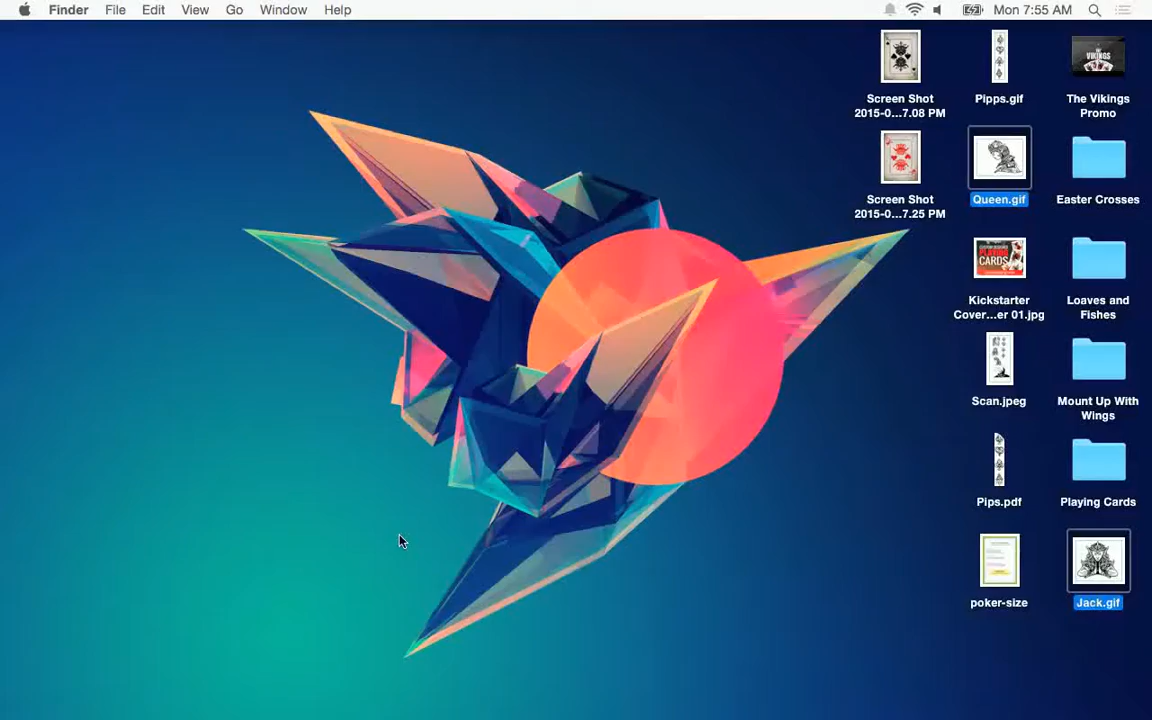 Finder File Edit View Go Window Help Mon 7:55 AM
Screen Shot
2015-0...7.08 PM
Pipps.gif
The Vikings
Promo
Screen Shot
2015-0...7.25 PM
Queen.gif
Easter Crosses
Kickstarter
Cover...er 01.jpg
Loaves and
Fishes
Scan.jpeg
Mount Up With
Wings
Pips.pdf
Playing Cards
poker-size
Jack.gif